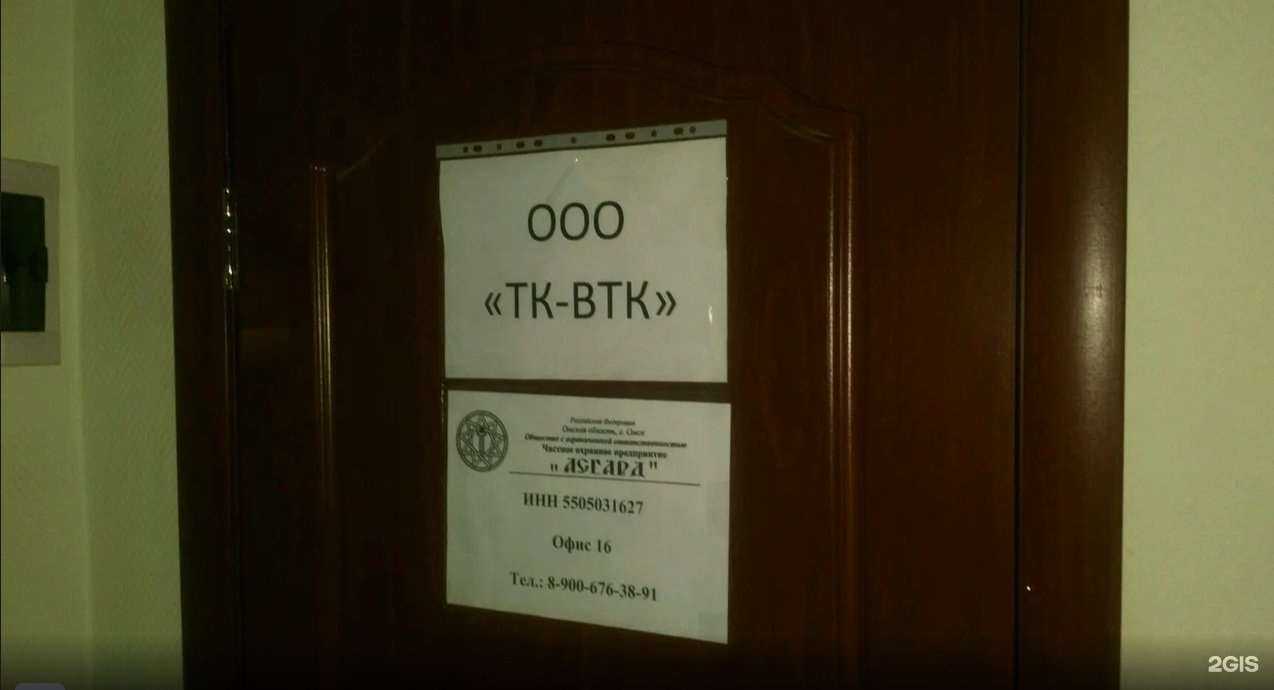 ООО
«ТК-ВТК»
Российская Федерация
Омская область, г. Омск
Общество с ограниченной ответственностью
Частное охранное предприятие
"АСГАРД"
ИНН 5505031627
Офис 16
Тел.: 8-900-676-38-91
2GIS